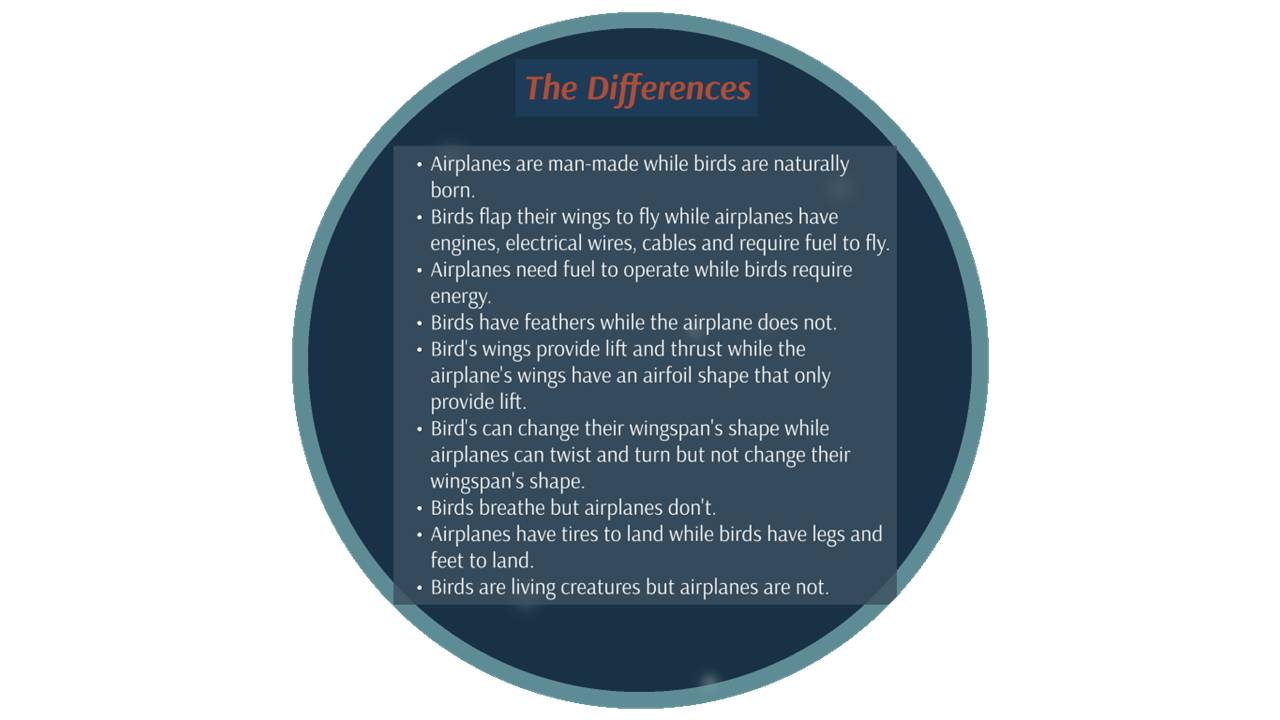 The Differences
• Airplanes are man-made while birds are naturally
born.
• Birds flap their wings to fly while airplanes have
engines, electrical wires, cables and require fuel to fly.
• Airplanes need fuel to operate while birds require
energy.
• Birds have feathers while the airplane does not.
• Bird's wings provide lift and thrust while the
airplane's wings have an airfoil shape that only
provide lift.
• Bird's can change their wingspan's shape while
airplanes can twist and turn but not change their
wingspan's shape.
• Birds breathe but airplanes don't.
• Airplanes have tires to land while birds have legs and
feet to land.
• Birds are living creatures but airplanes are not.